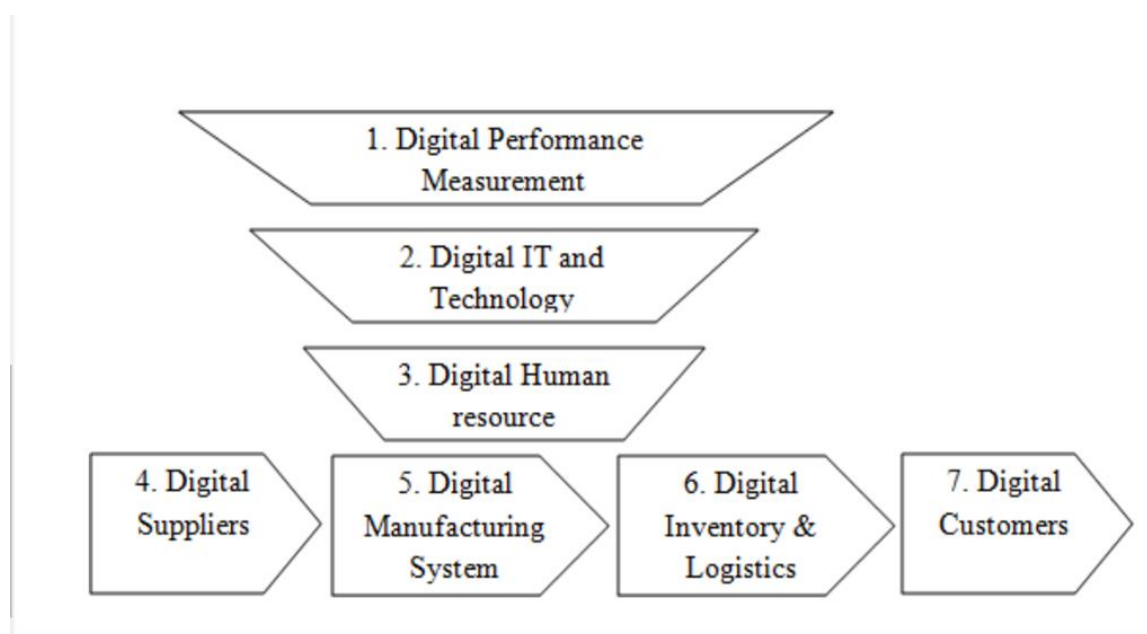 1. Digital Performance
Measurement
2. Digital IT and
Technology
3. Digital Human
resource
4. Digital
Suppliers
5. Digital
Manufacturing
System
6. Digital
Inventory &
Logistics
7. Digital
Customers